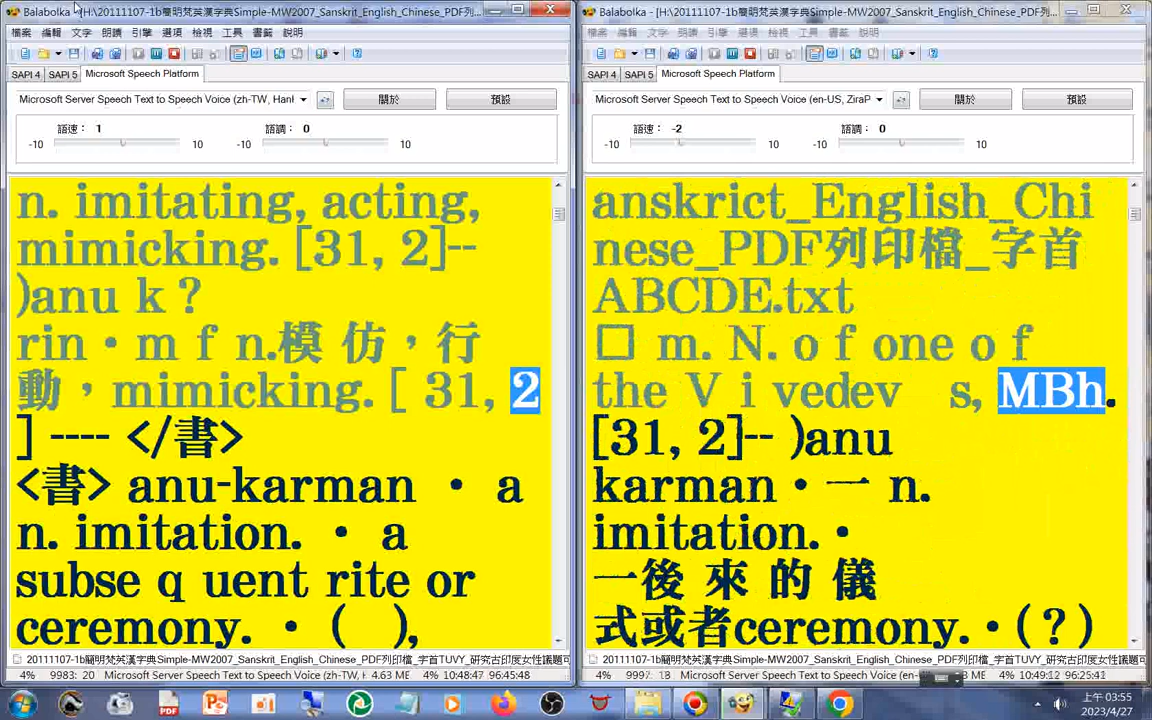 Balabolka - [H:\20111107-1b簡明梵英漢字典Simple-MW2007_Sanskrit_English_Chinese_PDF列...
檔案 編輯 文字 朗讀 引擎 選項 檢視 工具 書籤 說明
SAPI 4 SAPI 5 Microsoft Speech Platform
Microsoft Server Speech Text to Speech Voice (zh-TW, Hanl
關於 預設
語速： 1 語調： 0
-10 10 -10 10
n. imitating, acting,
mimicking. [31, 2]--
)anu k？
rin・m f n.模 仿，行
動，mimicking. [ 31, 2
] ---- </書>
<書> anu-karman ・ a
n. imitation. ・ a
subse q uent rite or
ceremony. ・ ( ),
20111107-1b簡明梵英漢字典Simple-MW2007_Sanskrit_English_Chinese_PDF列印檔_字首TUVY_研究古印度女性議題可
4% 9983: 20 Microsoft Server Speech Text to Speech Voice (zh-TW, H 4.63 ME 4% 10:48:47 96:45:48
Balabolka - [H:\20111107-1b簡明梵英漢字典Simple-MW2007_Sanskrit_English_Chinese_PDF列...
檔案 編輯 文字 朗讀 引擎 選項 檢視 工具 書籤 說明
SAPI 4 SAPI 5 Microsoft Speech Platform
Microsoft Server Speech Text to Speech Voice (en-US, ZiraP
關於 預設
語速： -2 語調： 0
-10 10 -10 10
anskrict_English_Chi
nese_PDF列印檔_字首
ABCDE.txt
□ m. N. o f one o f
the V i vedev s, MBh.
[31, 2]-- )anu
karman・一 n.
imitation.・
一後 來 的 儀
式或者ceremony.・(？)
20111107-1b簡明梵英漢字典Simple-MW2007_Sanskrit_English_Chinese_PDF列印檔_字首ABCDE_研究古印度女性議題
4% 9997: 18 Microsoft Server Speech Text to Speech Voice 4% 10:49:12 96:25:41
上午 03:55
2023/4/27